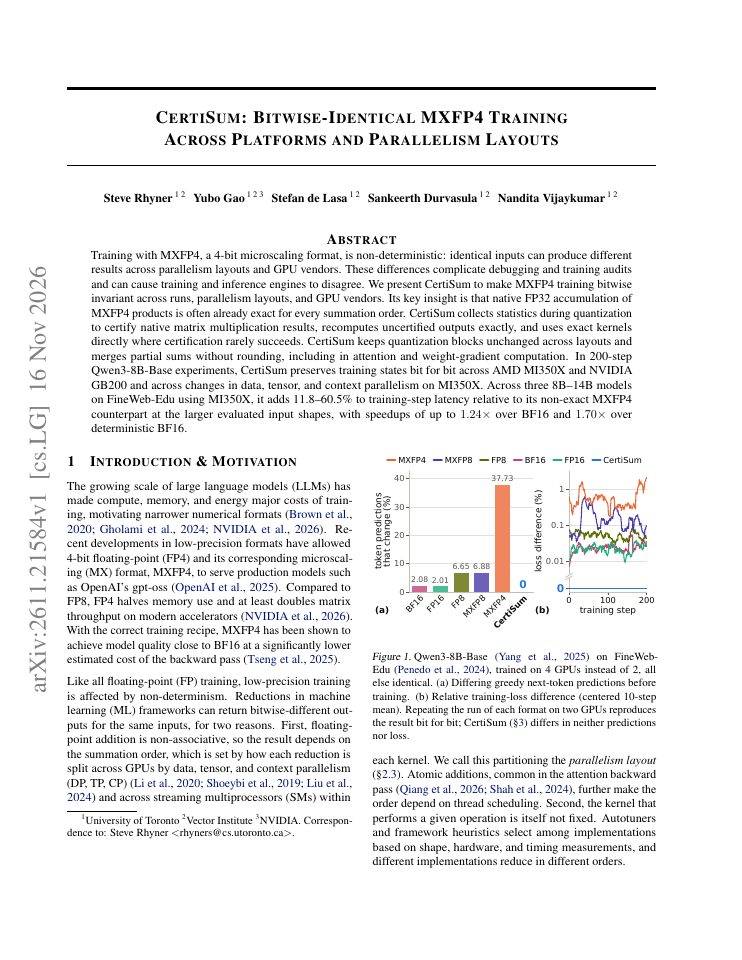 CERTISUM: BITWISE-IDENTICAL MXFP4 TRAINING
ACROSS PLATFORMS AND PARALLELISM LAYOUTS
Steve Rhyner 1 2 Yubo Gao 1 2 3 Stefan de Lasa 1 2 Sankeerth Durvasula 1 2 Nandita Vijaykumar 1 2
ABSTRACT
Training with MXFP4, a 4-bit microscaling format, is non-deterministic: identical inputs can produce different
results across parallelism layouts and GPU vendors. These differences complicate debugging and training audits
and can cause training and inference engines to disagree. We present CertiSum to make MXFP4 training bitwise
invariant across runs, parallelism layouts, and GPU vendors. Its key insight is that native FP32 accumulation of
MXFP4 products is often already exact for every summation order. CertiSum collects statistics during quantization
to certify native matrix multiplication results, recomputes uncertified outputs exactly, and uses exact kernels
directly where certification rarely succeeds. CertiSum keeps quantization blocks unchanged across layouts and
merges partial sums without rounding, including in attention and weight-gradient computation. In 200-step
Qwen3-8B-Base experiments, CertiSum preserves training states bit for bit across AMD MI350X and NVIDIA
GB200 and across changes in data, tensor, and context parallelism on MI350X. Across three 8B–14B models
on FineWeb-Edu using MI350X, it adds 11.8–60.5% to training-step latency relative to its non-exact MXFP4
counterpart at the larger evaluated input shapes, with speedups of up to 1.24× over BF16 and 1.70× over
deterministic BF16.
1 INTRODUCTION & MOTIVATION
The growing scale of large language models (LLMs) has
made compute, memory, and energy major costs of train-
ing, motivating narrower numerical formats (Brown et al.,
2020; Gholami et al., 2024; NVIDIA et al., 2026). Re-
cent developments in low-precision formats have allowed
4-bit floating-point (FP4) and its corresponding microscal-
ing (MX) format, MXFP4, to serve production models such
as OpenAI's gpt-oss (OpenAI et al., 2025). Compared to
FP8, FP4 halves memory use and at least doubles matrix
throughput on modern accelerators (NVIDIA et al., 2026).
With the correct training recipe, MXFP4 has been shown to
achieve model quality close to BF16 at a significantly lower
estimated cost of the backward pass (Tseng et al., 2025).
Like all floating-point (FP) training, low-precision training
is affected by non-determinism. Reductions in machine
learning (ML) frameworks can return bitwise-different out-
puts for the same inputs, for two reasons. First, floating-
point addition is non-associative, so the result depends on
the summation order, which is set by how each reduction is
split across GPUs by data, tensor, and context parallelism
(DP, TP, CP) (Li et al., 2020; Shoeybi et al., 2019; Liu et al.,
2024) and across streaming multiprocessors (SMs) within
1University of Toronto 2Vector Institute 3NVIDIA. Correspon-
dence to: Steve Rhyner <rhyners@cs.utoronto.ca>.
MXFP4 MXFP8 FP8 BF16 FP16 CertiSum
token predictions
that change (%)
40
30
20
10
0
2.08
2.01
6.65
6.88
37.73
0
BF16
FP16
FP8
MXFP8
MXFP4
CertiSum
(a)
loss difference (%)
1
0.1
0.01
0
0 100 200
training step
(b)
Figure 1. Qwen3-8B-Base (Yang et al., 2025) on FineWeb-
Edu (Penedo et al., 2024), trained on 4 GPUs instead of 2, all
else identical. (a) Differing greedy next-token predictions before
training. (b) Relative training-loss difference (centered 10-step
mean). Repeating the run of each format on two GPUs reproduces
the result bit for bit; CertiSum (§3) differs in neither predictions
nor loss.
each kernel. We call this partitioning the parallelism layout
(§2.3). Atomic additions, common in the attention backward
pass (Qiang et al., 2026; Shah et al., 2024), further make the
order depend on thread scheduling. Second, the kernel that
performs a given operation is itself not fixed. Autotuners
and framework heuristics select among implementations
based on shape, hardware, and timing measurements, and
different implementations reduce in different orders.
arXiv:2611.21584v1 [cs.LG] 16 Nov 2026